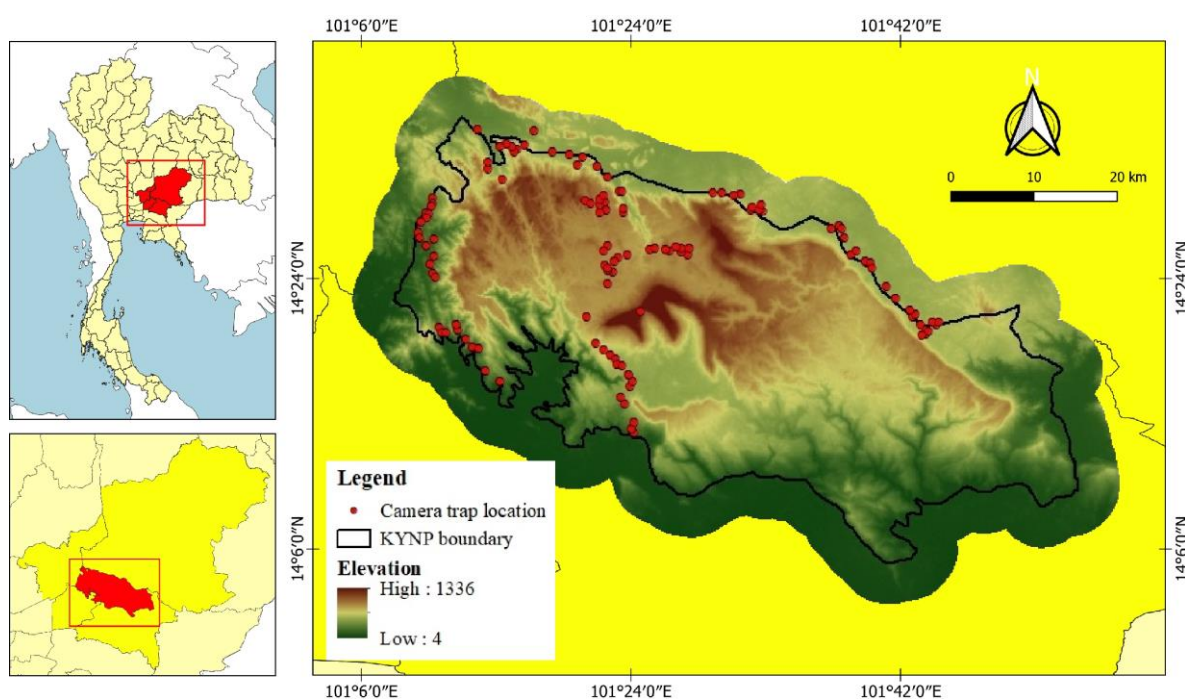 101°6′0″E 101°24′0″E 101°42′0″E
N
0 10 20 km
14°24′0″N 14°24′0″N
Legend
Camera trap location
KYNP boundary
Elevation
High : 1336
Low : 4
14°6′0″N 14°6′0″N
101°6′0″E 101°24′0″E 101°42′0″E